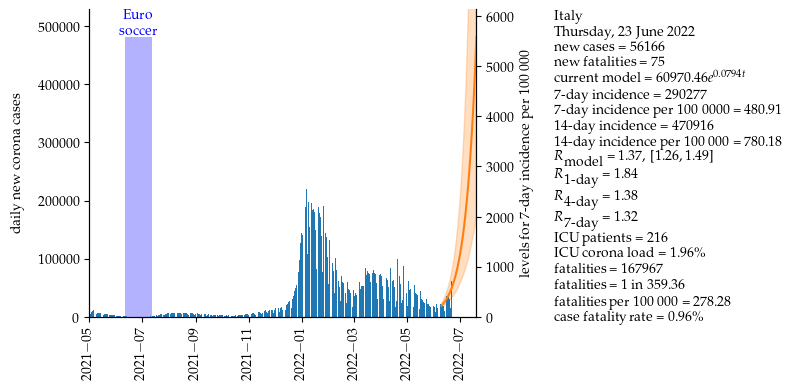 Euro
soccer
500000
400000
300000
200000
100000
0
daily new corona cases
6000
5000
4000
3000
2000
1000
0
levels for 7-day incidence per 100 000
2021−05
2021−07
2021−09
2021−11
2022−01
2022−03
2022−05
2022−07
Italy
Thursday, 23 June 2022
new cases = 56166
new fatalities = 75
current model = 60970.46e^0.0794t
7-day incidence = 290277
7-day incidence per 100 0000 = 480.91
14-day incidence = 470916
14-day incidence per 100 000 = 780.18
R model = 1.37, [1.26, 1.49]
R 1-day = 1.84
R 4-day = 1.38
R 7-day = 1.32
ICU patients = 216
ICU corona load = 1.96%
fatalities = 167967
fatalities = 1 in 359.36
fatalities per 100 000 = 278.28
case fatality rate = 0.96%